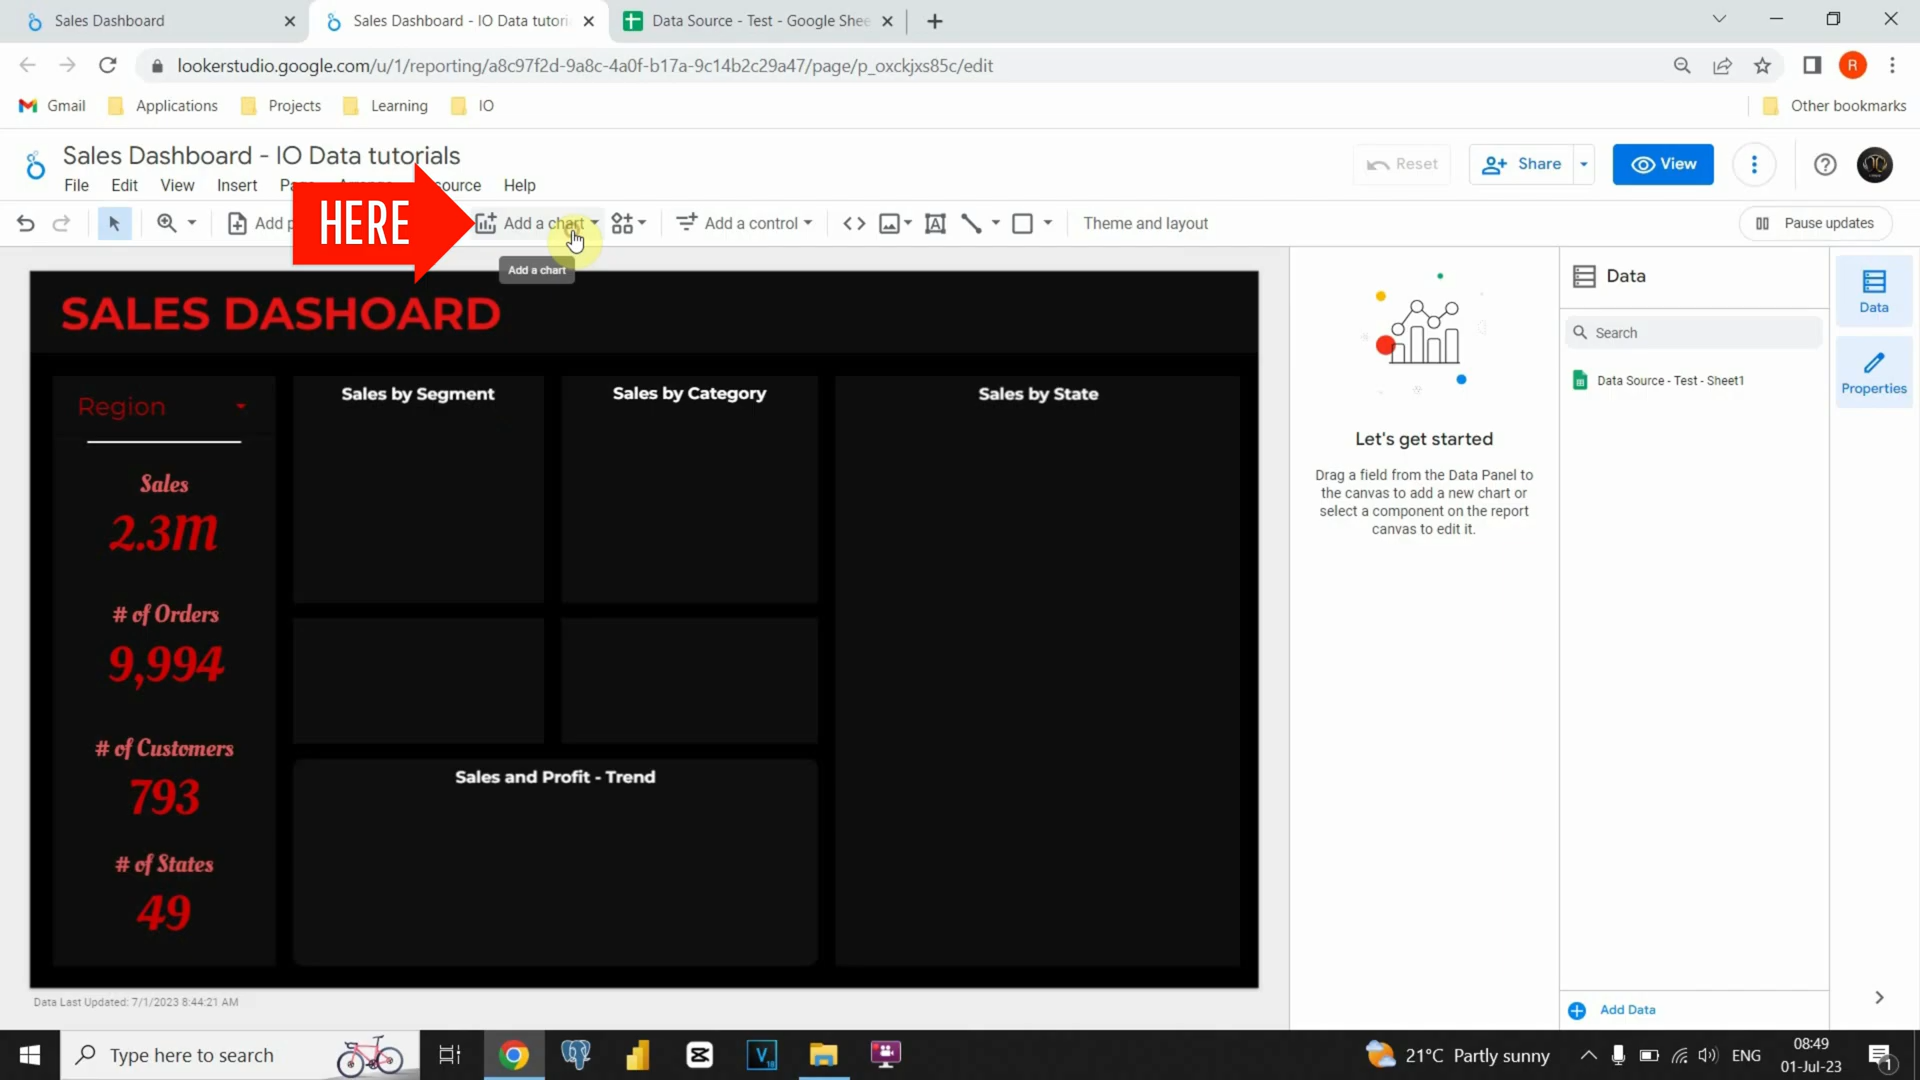 Sales Dashboard
Sales Dashboard - IO Data tutori
Data Source - Test - Google Shee
lookerstudio.google.com/u/1/reporting/a8c97f2d-9a8c-4a0f-b17a-9c14b2c29a47/page/p_oxckjxs85c/edit
R
Gmail
Applications
Projects
Learning
IO
Other bookmarks
Sales Dashboard - IO Data tutorials
Reset
Share
View
File Edit View Insert Help
HERE
Add a chart
Add a control
Theme and layout
Pause updates
Add a chart
SALES DASHOARD
Region
Sales
2.3M
# of Orders
9,994
# of Customers
793
# of States
49
Sales by Segment
Sales by Category
Sales by State
Sales and Profit - Trend
Data Last Updated: 7/1/2023 8:44:21 AM
Let's get started
Drag a field from the Data Panel to
the canvas to add a new chart or
select a component on the report
canvas to edit it.
Data
Search
Data Source - Test - Sheet1
Add Data
Data
Properties
Type here to search
21°C Partly sunny
ENG
08:49
01-Jul-23
1